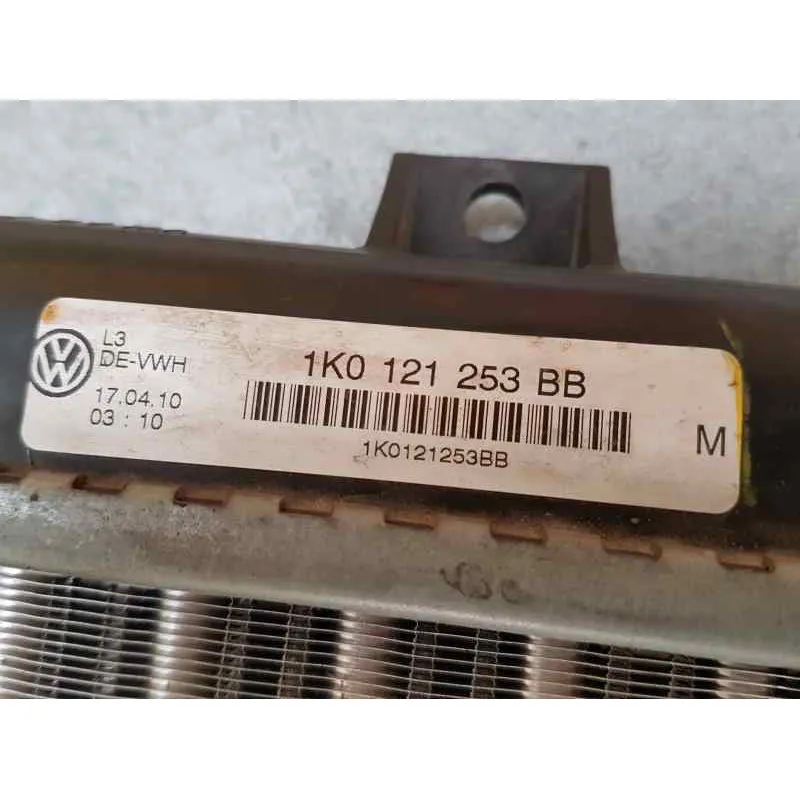 L3
DE-VWH
17.04.10
03 : 10
1K0 121 253 BB
1K0121253BB
M